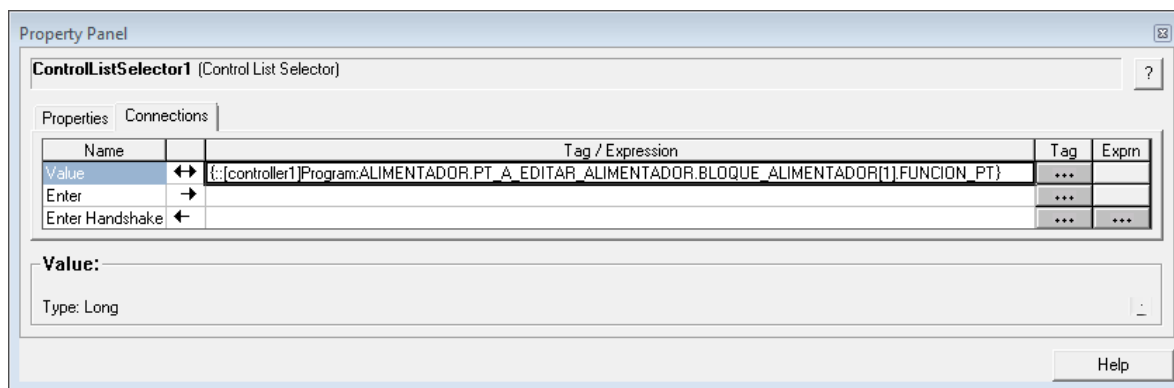 Property Panel
ControlListSelector1 (Control List Selector)
?
Properties Connections
Name Tag / Expression Tag Exprn
Value {::[controller1]Program:ALIMENTADOR.PT_A_EDITAR_ALIMENTADOR.BLOQUE_ALIMENTADOR[1].FUNCION_PT} ...
Enter ...
Enter Handshake ... ...
Value:
Type: Long
Help